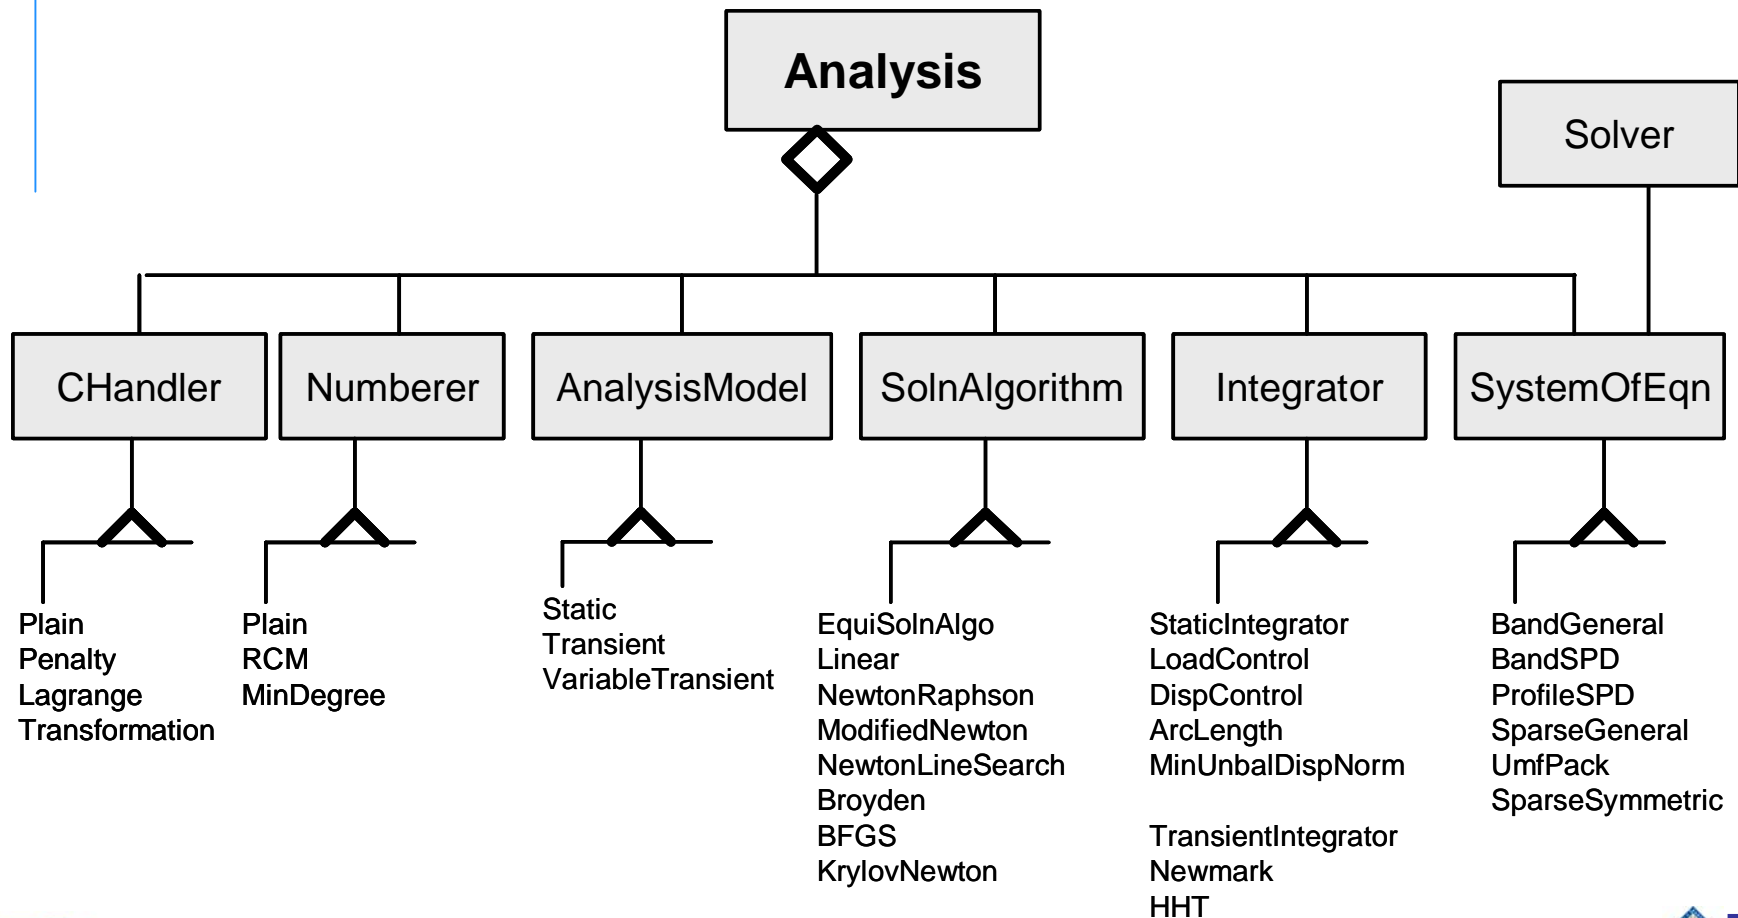 Analysis
Solver
CHandler
Numberer
AnalysisModel
SolnAlgorithm
Integrator
SystemOfEqn
Plain
Penalty
Lagrange
Transformation
Plain
RCM
MinDegree
Static
Transient
VariableTransient
EquiSolnAlgo
Linear
NewtonRaphson
ModifiedNewton
NewtonLineSearch
Broyden
BFGS
KrylovNewton
StaticIntegrator
LoadControl
DispControl
ArcLength
MinUnbalDispNorm
TransientIntegrator
Newmark
HHT
BandGeneral
BandSPD
ProfileSPD
SparseGeneral
UmfPack
SparseSymmetric